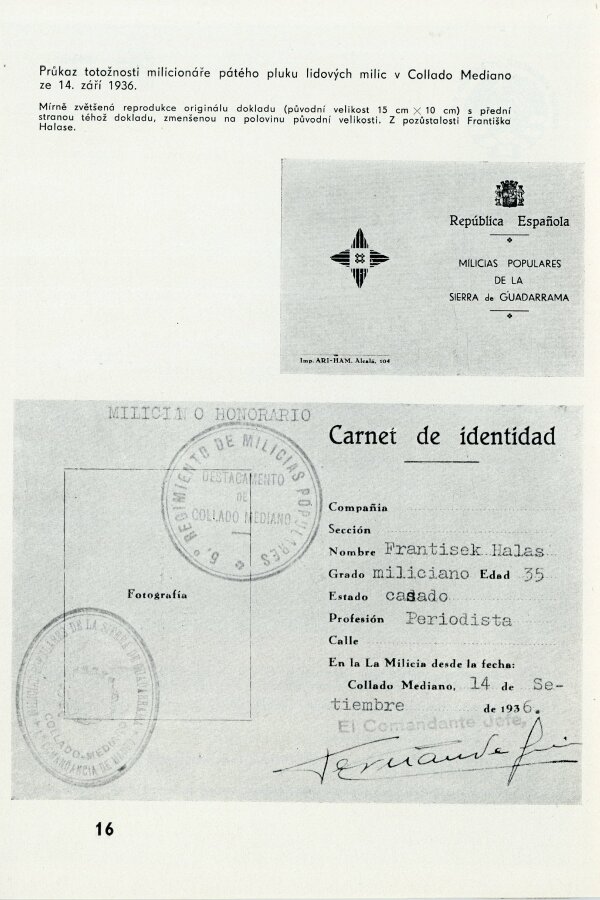 Průkaz totožnosti milicionáře pátého pluku lidových milic v Collado Mediano
ze 14. září 1936.
Mírně zvětšená reprodukce originálu dokladu (původní velikost 15 cm × 10 cm) s přední
stranou téhož dokladu, zmenšenou na polovinu původní velikosti. Z pozůstalosti Františka
Halase.
República Española
MILICIAS POPULARES
DE LA
SIERRA de GUADARRAMA
Imp. ARI-HAM. Alcalá, 104
MILICIANO HONORARIO
5.º REGIMIENTO DE MILICIAS POPULARES
DESTACAMENTO
DE
COLLADO MEDIANO
Carnet de identidad
Compañia
Sección
Nombre Frantisek Halas
Grado miliciano Edad 35
Estado casado
Profesión Periodista
Calle
Fotografía
En la La Milicia desde la fecha:
Collado Mediano, 14 de Se-
tiembre de 1936.
El Comandante Jefe,
COLLADO-MEDIANO
16